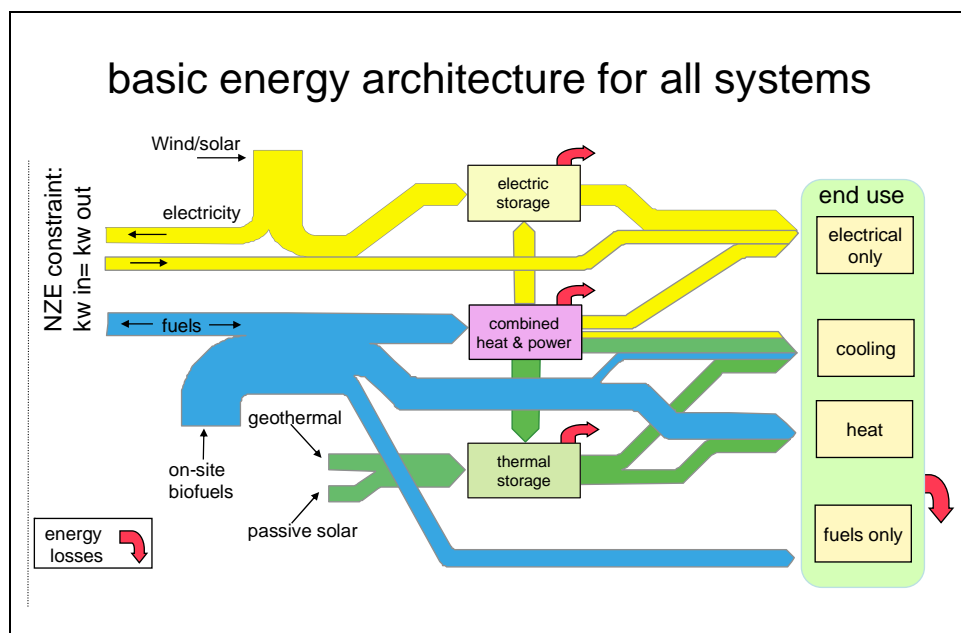 basic energy architecture for all systems
NZE constraint:
kw in= kw out
Wind/solar
electricity
electric
storage
end use
electrical
only
fuels
combined
heat & power
cooling
geothermal
heat
on-site
biofuels
thermal
storage
passive solar
fuels only
energy
losses